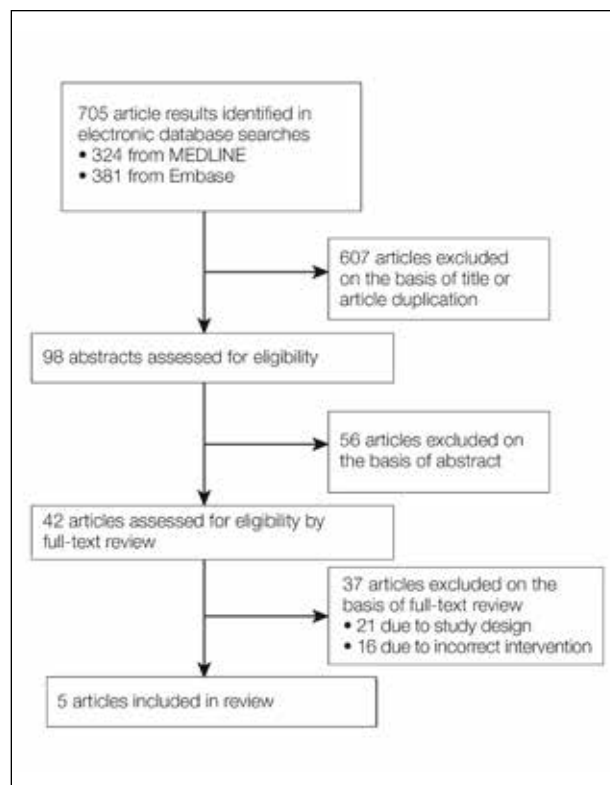 705 article results identified in
electronic database searches
• 324 from MEDLINE
• 381 from Embase
607 articles excluded
on the basis of title or
article duplication
98 abstracts assessed for eligibility
56 articles excluded on
the basis of abstract
42 articles assessed for eligibility by
full-text review
37 articles excluded on the
basis of full-text review
• 21 due to study design
• 16 due to incorrect intervention
5 articles included in review